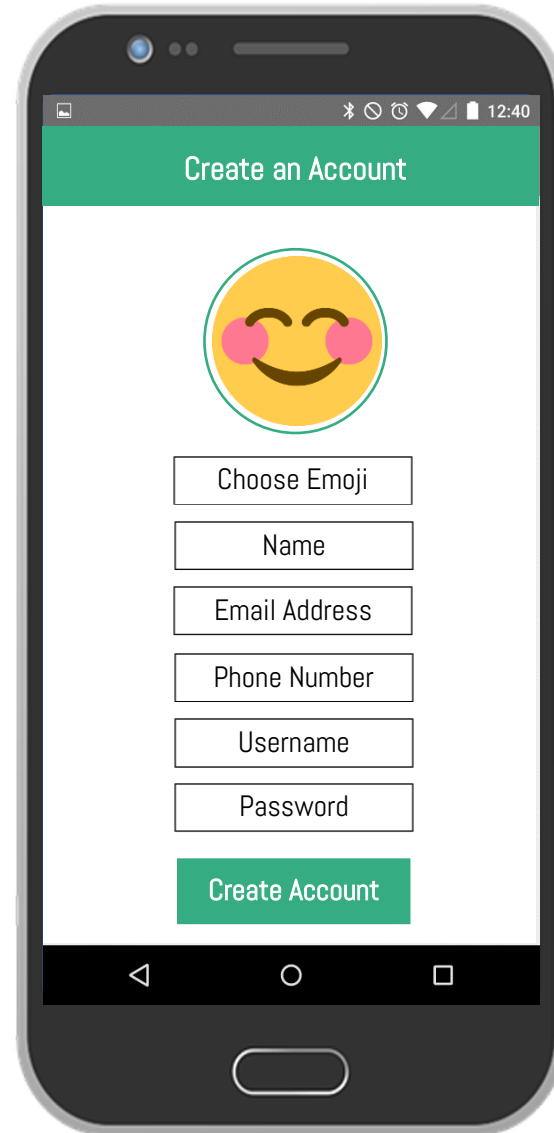 12:40
Create an Account
Choose Emoji
Name
Email Address
Phone Number
Username
Password
Create Account